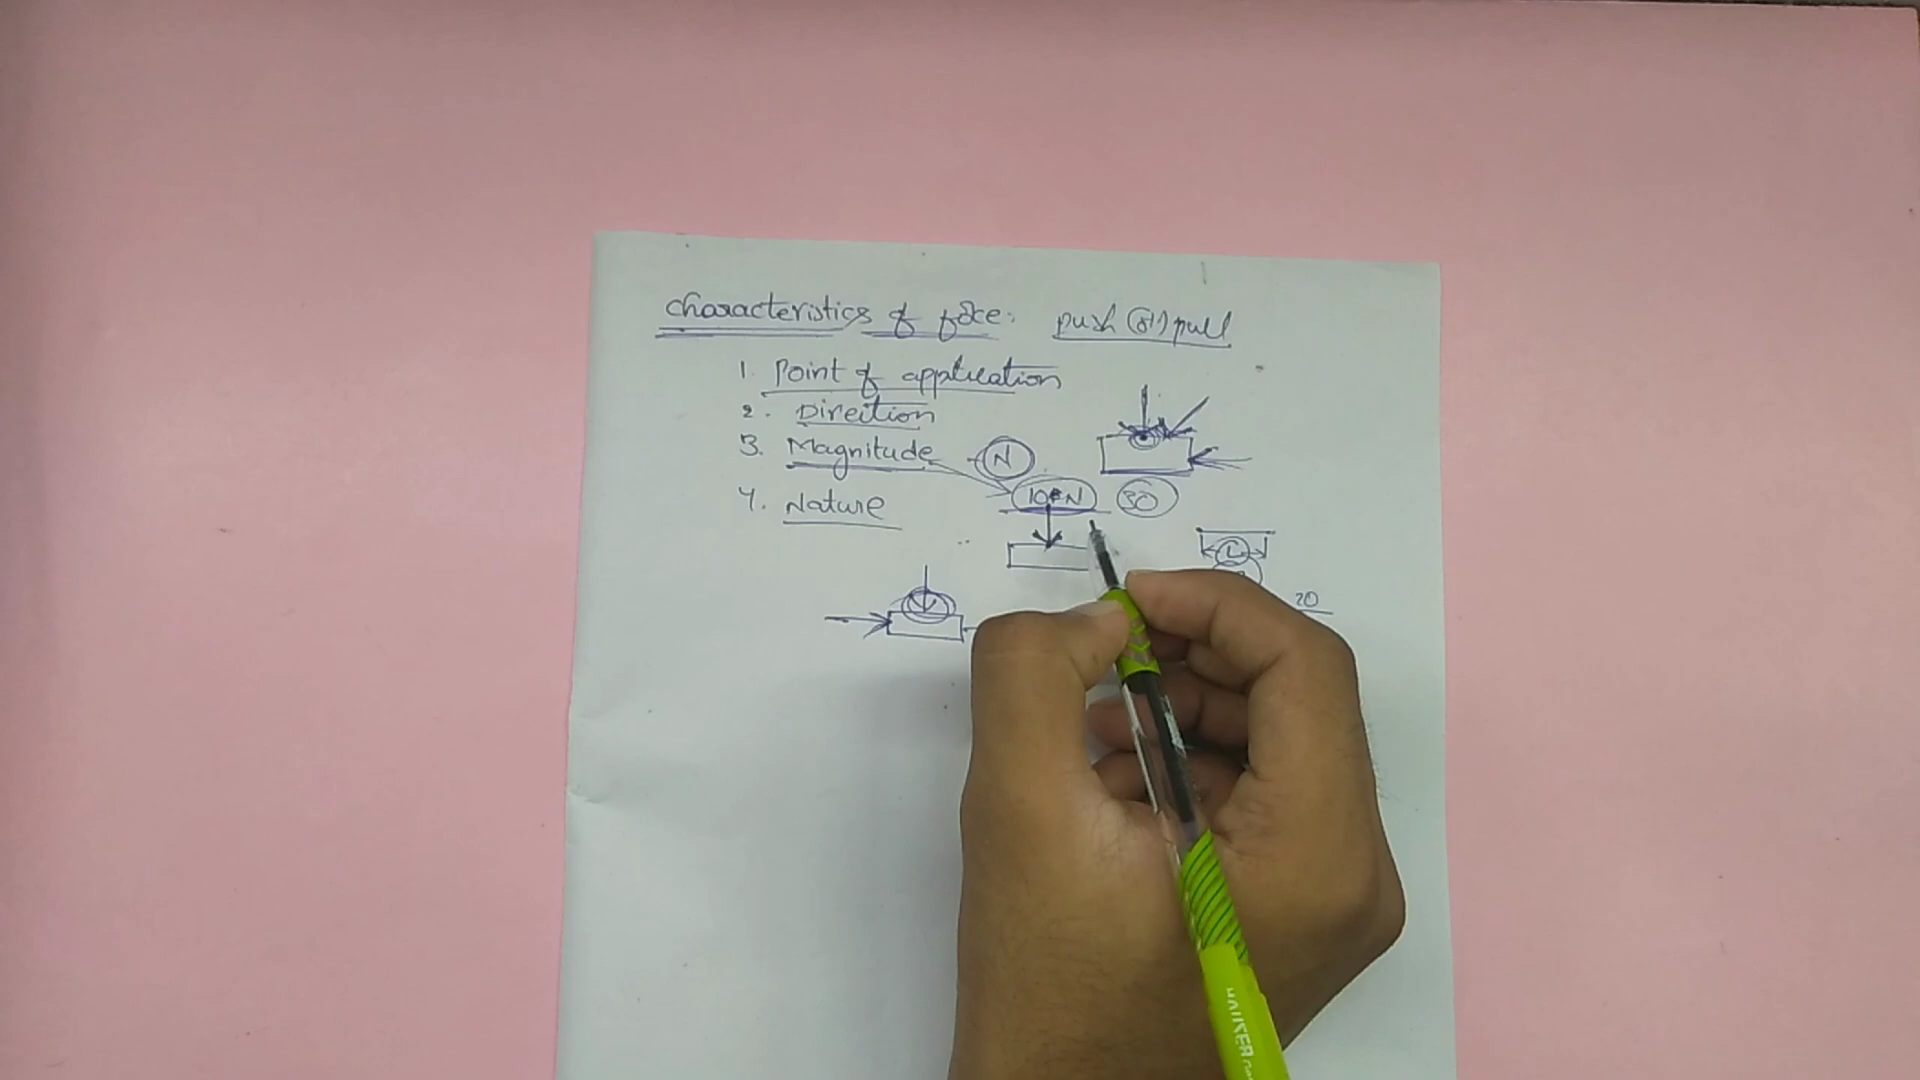 characteristics of force: push (or) pull
1. Point of application
2. Direction
3. Magnitude
N
10 N
30
4. Nature
L
20
HAUSER